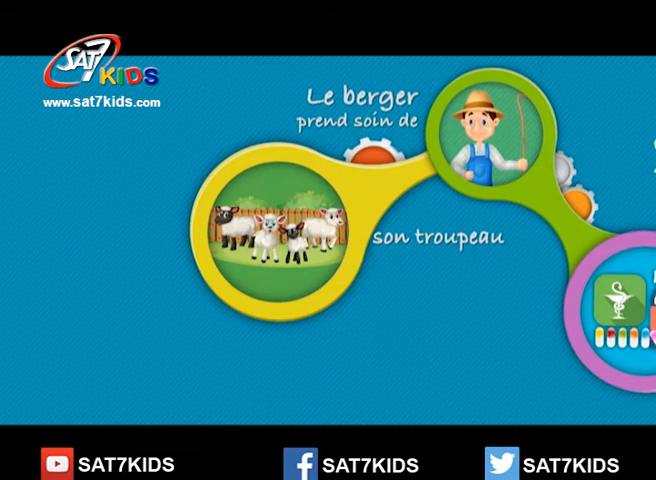 SAT7
KIDS
www.sat7kids.com
Le berger
prend soin de
son troupeau
SAT7KIDS
SAT7KIDS
SAT7KIDS